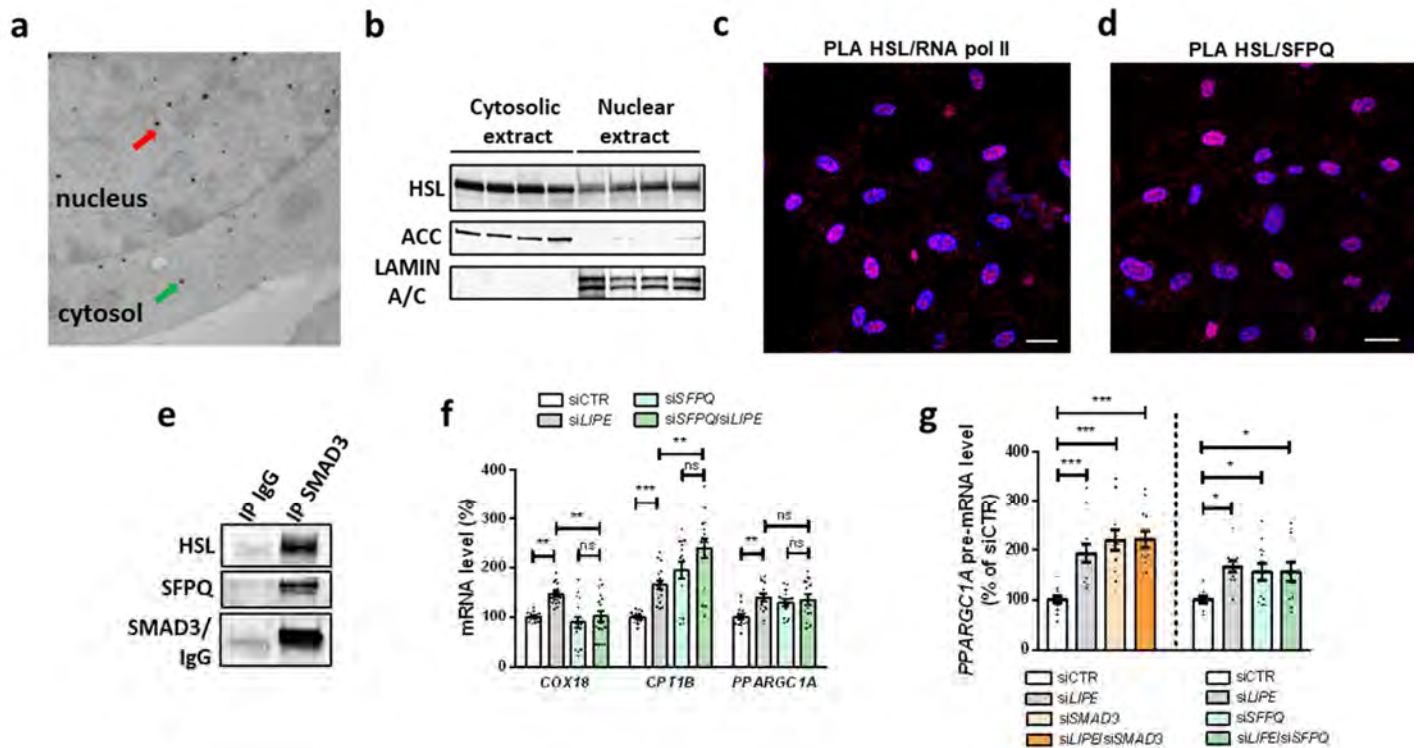 a
nucleus
cytosol
b
Cytosolic extract
Nuclear extract
HSL
ACC
LAMIN A/C
c
PLA HSL/RNA pol II
d
PLA HSL/SFPQ
e
IP IgG
IP SMAD3
HSL
SFPQ
SMAD3/
IgG
f
siCTR
siLIPE
siSFPQ
siSFPQ/siLIPE
mRNA level (%)
400
300
200
100
0
**
**
ns
***
**
ns
**
ns
ns
COX18
CPT1B
PPARGC1A
g
PPARGC1A pre-mRNA level
(% of siCTR)
400
300
200
100
0
***
***
***
*
*
*
siCTR
siLIPE
siSMAD3
siLIPE/siSMAD3
siCTR
siLIPE
siSFPQ
siLIPE/siSFPQ